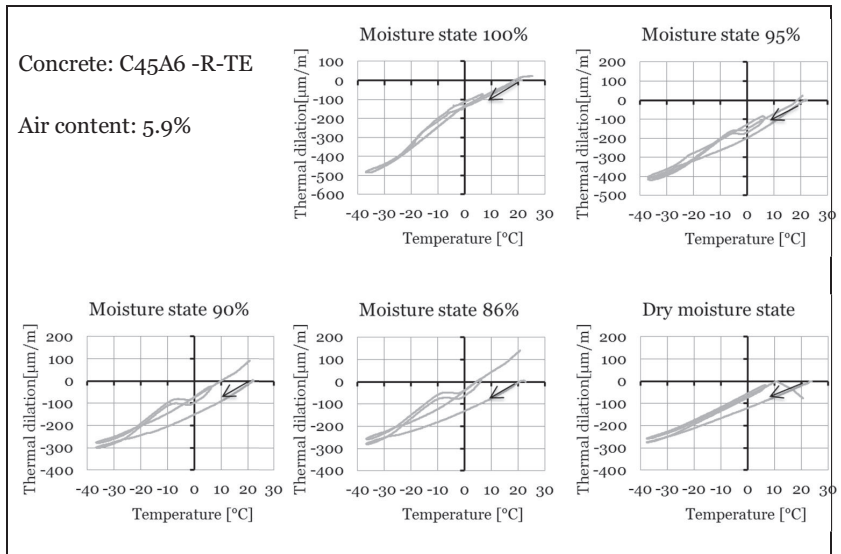 Concrete: C45A6 -R-TE
Air content: 5.9%
Moisture state 100%
Thermal dilation[µm/m]
100
0
-100
-200
-300
-400
-500
-600
-40 -30 -20 -10 0 10 20 30
Temperature [°C]
Moisture state 95%
Thermal dilation[µm/m]
200
100
0
-100
-200
-300
-400
-500
-40 -30 -20 -10 0 10 20 30
Temperature [°C]
Moisture state 90%
Thermal dilation[µm/m]
200
100
0
-100
-200
-300
-400
-40 -30 -20 -10 0 10 20 30
Temperature [°C]
Moisture state 86%
Thermal dilation[µm/m]
200
100
0
-100
-200
-300
-400
-40 -30 -20 -10 0 10 20 30
Temperature [°C]
Dry moisture state
Thermal dilation[µm/m]
200
100
0
-100
-200
-300
-400
-40 -30 -20 -10 0 10 20 30
Temperature [°C]